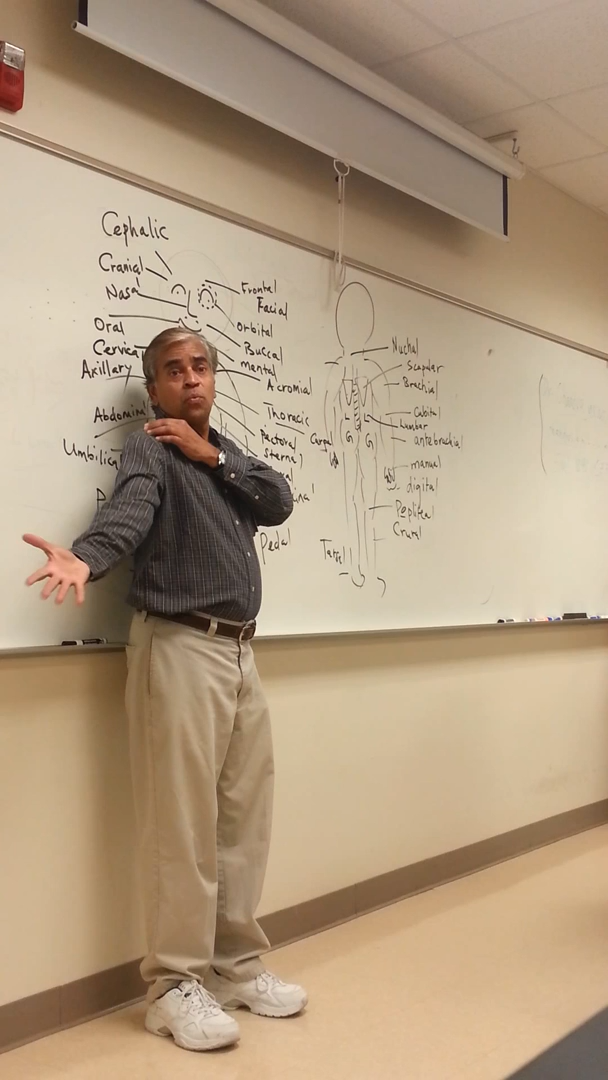 Cephalic
Cranial
Nasal
Oral
Cervical
Axillary
Abdominal
Umbilical
Frontal
Facial
Orbital
Buccal
mental
Acromial
Thoracic
Pectoral
Sternal
Pedal
Nuchal
Scapular
Brachial
Cubital
Lumbar
antebrachial
Carpal
L L
G G
manual
digital
Popliteal
Crural
Tarsal